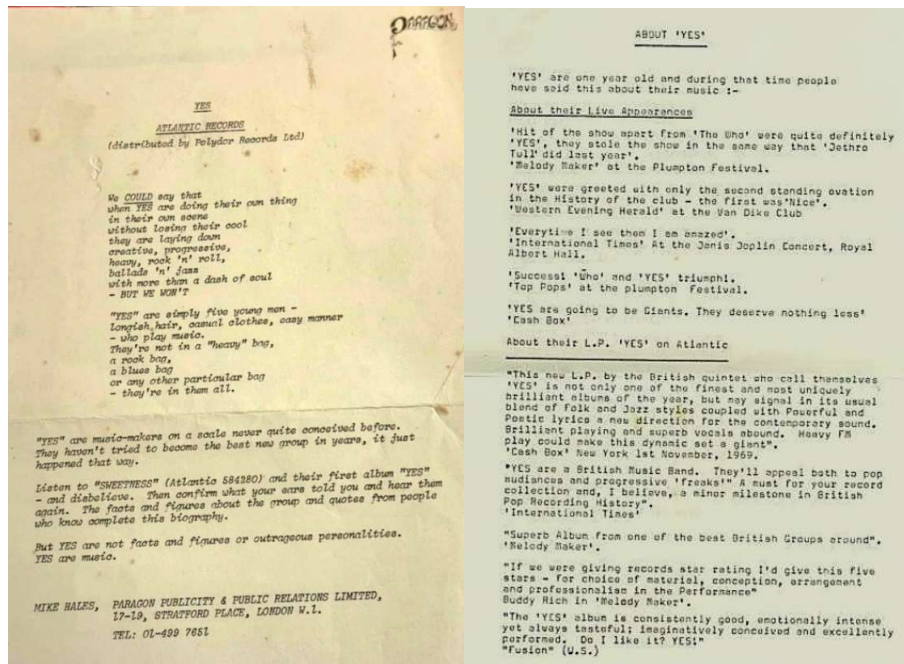 PARAGON
YES
ATLANTIC RECORDS
(distributed by Polydor Records Ltd)
We COULD say that
when YES are doing their own thing
in their own scene
without losing their cool
they are laying down
creative, progressive,
heavy, rock 'n' roll,
ballads 'n' jazz
with more than a dash of soul
- BUT WE WON'T
"YES" are simply five young men -
longish hair, casual clothes, easy manner
- who play music.
They're not in a "heavy" bag,
a rock bag,
a blues bag
or any other particular bag
- they're in them all.
"YES" are music-makers on a scale never quite conceived before.
They haven't tried to become the best new group in years, it just
happened that way.
Listen to "SWEETNESS" (Atlantic 584280) and their first album "YES"
- and disbelieve. Then confirm what your ears told you and hear them
again. The facts and figures about the group and quotes from people
who know complete this biography.
But YES are not facts and figures or outrageous personalities.
YES are music.
MIKE HALES, PARAGON PUBLICITY & PUBLIC RELATIONS LIMITED,
17-19, STRATFORD PLACE, LONDON W.1.
TEL: 01-499 7651
ABOUT 'YES'
'YES' are one year old and during that time people
have said this about their music :-
About their Live Appearances
'Hit of the show apart from 'The Who' were quite definitely
'YES', they stole the show in the same way that 'Jethro
Tull' did last year'.
'Melody Maker' at the Plumpton Festival.
'YES' were greeted with only the second standing ovation
in the History of the club - the first was 'Nice'.
'Western Evening Herald' at the Van Dike Club
'Everytime I see them I am amazed'.
'International Times' At the Janis Joplin Concert, Royal
Albert Hall.
'Success! 'Who' and 'YES' triumph!.
'Top Pops' at the plumpton Festival.
'YES are going to be Giants. They deserve nothing less'
'Cash Box'
About their L.P. 'YES' on Atlantic
"This new L.P. by the British quintet who call themselves
'YES' is not only one of the finest and most uniquely
brilliant albums of the year, but may signal in its usual
blend of Folk and Jazz styles coupled with Powerful and
Poetic lyrics a new direction for the contemporary sound.
Brilliant playing and superb vocals abound. Heavy FM
play could make this dynamic set a giant".
'Cash Box' New York 1st November, 1969.
"YES are a British Music Band. They'll appeal both to pop
audiences and progressive 'freaks'" A must for your record
collection and, I believe, a minor milestone in British
Pop Recording History".
'International Times'
"Superb Album from one of the best British Groups around".
'Melody Maker'.
"If we were giving records star rating I'd give this five
stars - for choice of material, conception, arrangement
and professionalism in the Performance"
Buddy Rich in 'Melody Maker'.
"The 'YES' album is consistently good, emotionally intense
yet always tasteful; imaginatively conceived and excellently
performed. Do I like it? YES!"
"Fusion" (U.S.)